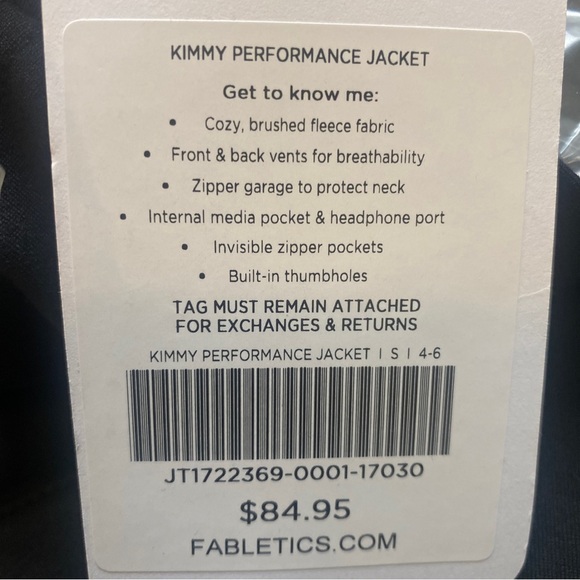 KIMMY PERFORMANCE JACKET
Get to know me:
• Cozy, brushed fleece fabric
• Front & back vents for breathability
• Zipper garage to protect neck
• Internal media pocket & headphone port
• Invisible zipper pockets
• Built-in thumbholes
TAG MUST REMAIN ATTACHED
FOR EXCHANGES & RETURNS
KIMMY PERFORMANCE JACKET | S | 4-6
JT1722369-0001-17030
$84.95
FABLETICS.COM